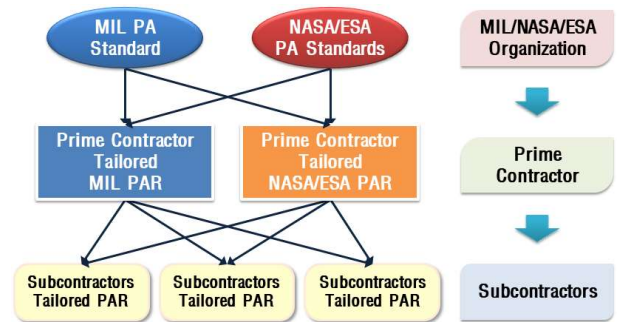 MIL PA
Standard
NASA/ESA
PA Standards
MIL/NASA/ESA
Organization
Prime Contractor
Tailored
MIL PAR
Prime Contractor
Tailored
NASA/ESA PAR
Prime
Contractor
Subcontractors
Tailored PAR
Subcontractors
Tailored PAR
Subcontractors
Tailored PAR
Subcontractors